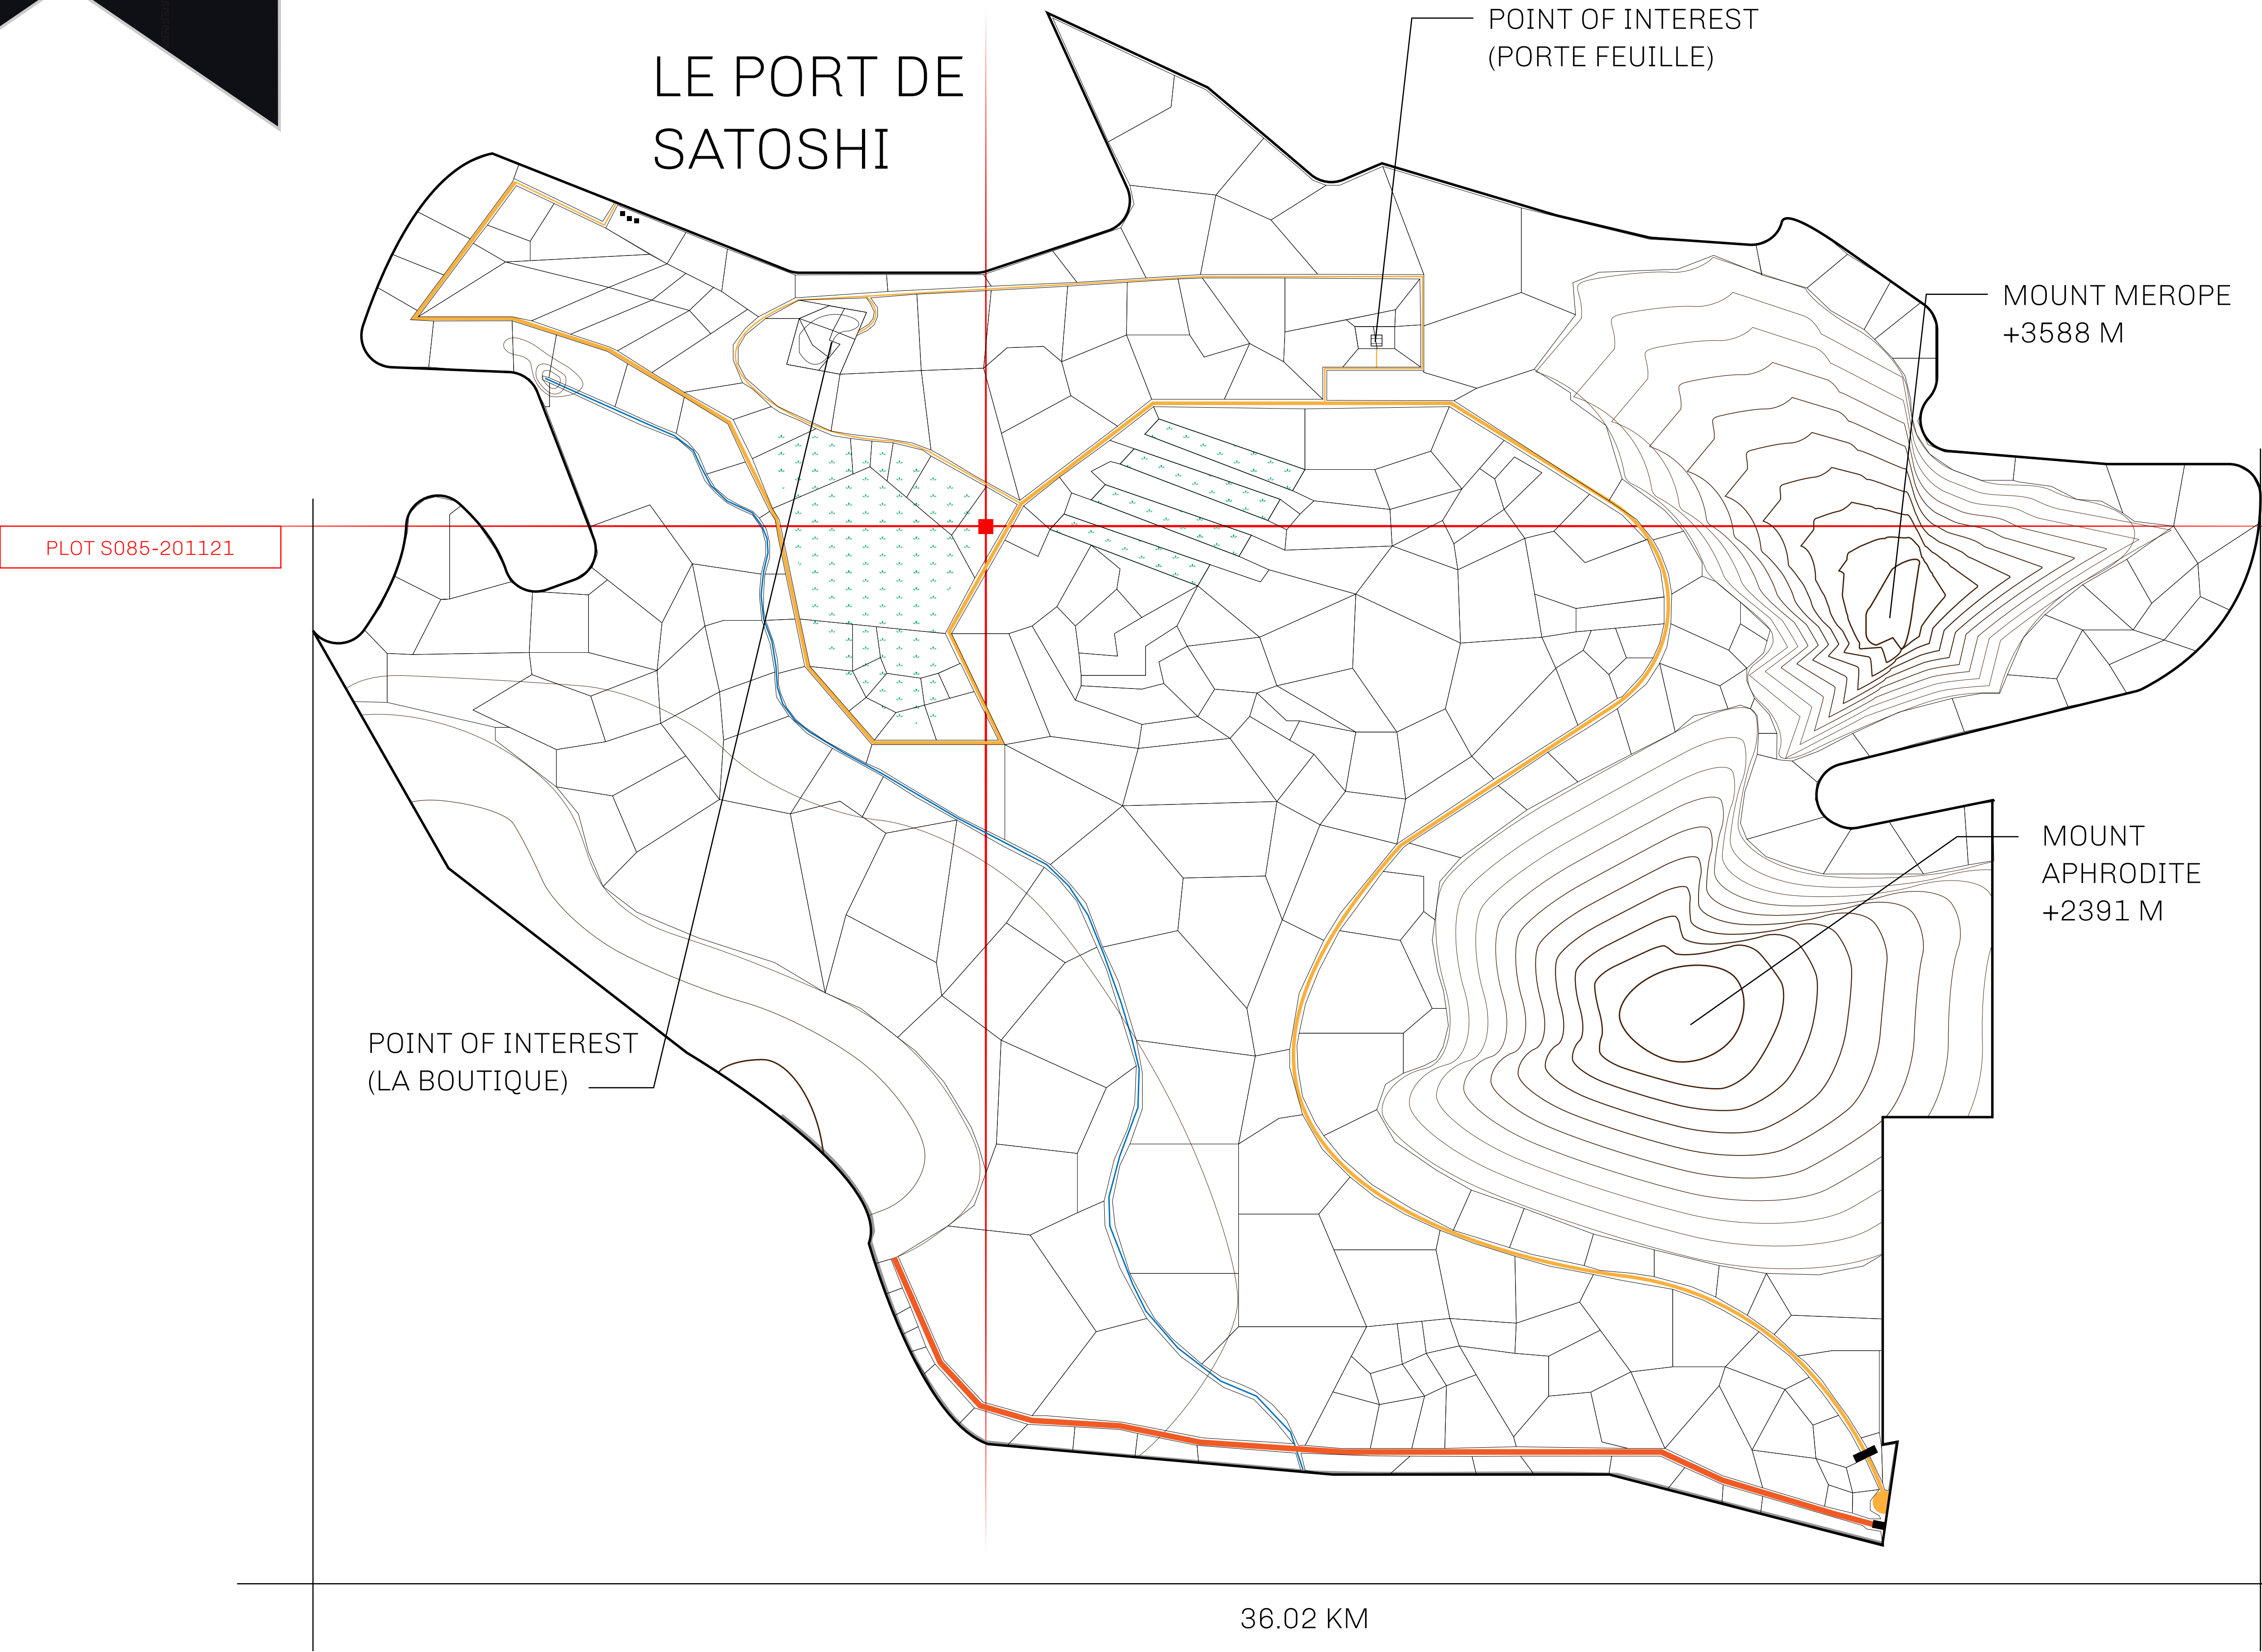 POINT OF INTEREST
(PORTE FEUILLE)
LE PORT DE
SATOSHI
MOUNT MEROPE
+3588 M
PLOT S085-201121
MOUNT
APHRODITE
+2391 M
POINT OF INTEREST
(LA BOUTIQUE)
36.02 KM